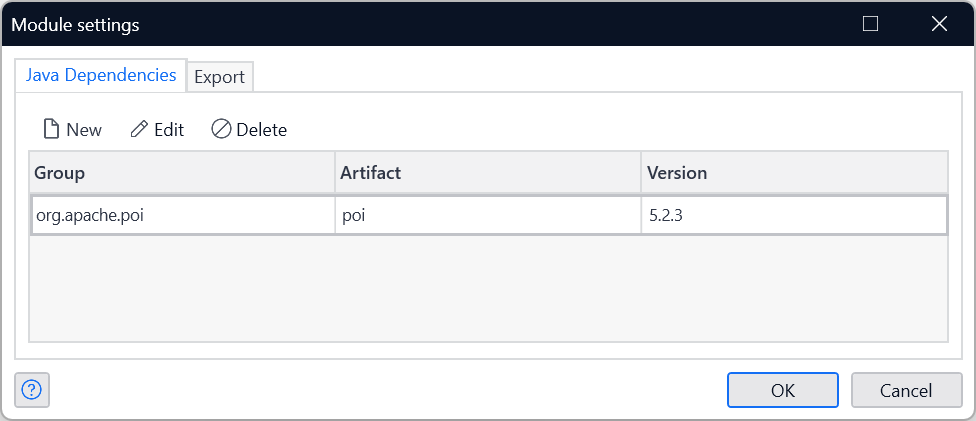 Module settings
Java Dependencies Export
New Edit Delete
Group Artifact Version
org.apache.poi poi 5.2.3
? OK Cancel